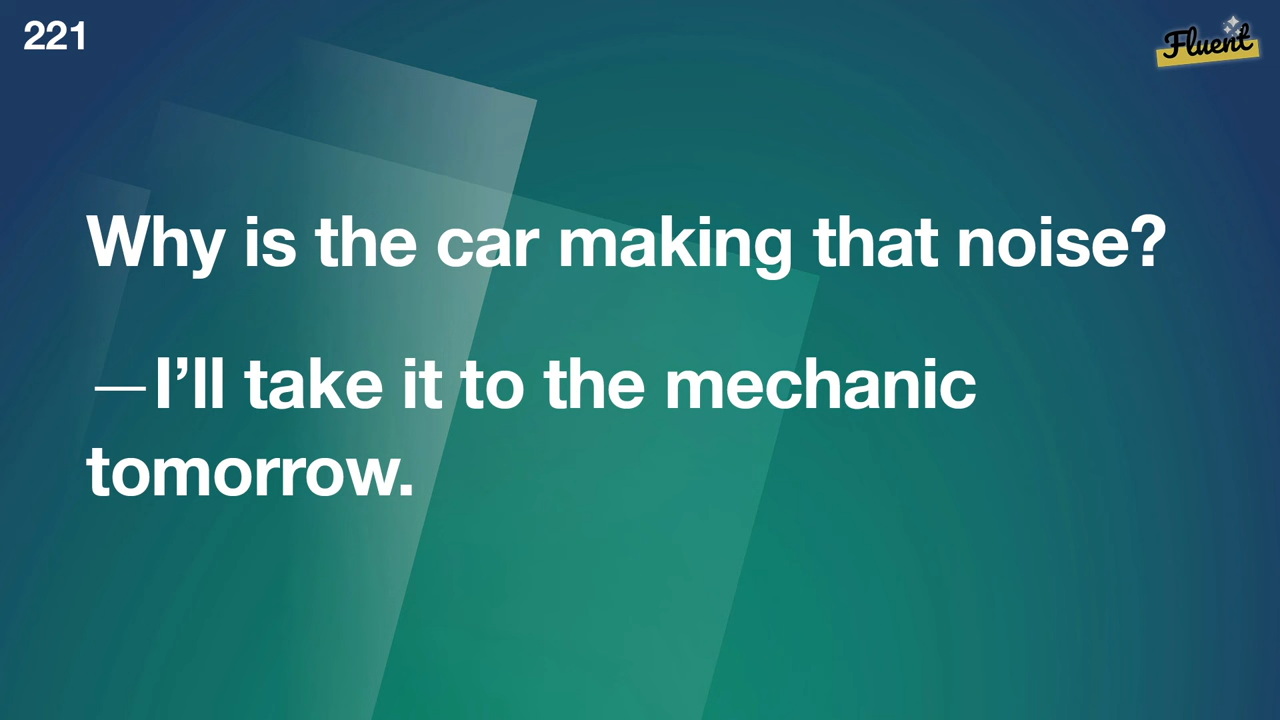 221
Fluent
Why is the car making that noise?
—I’ll take it to the mechanic
tomorrow.